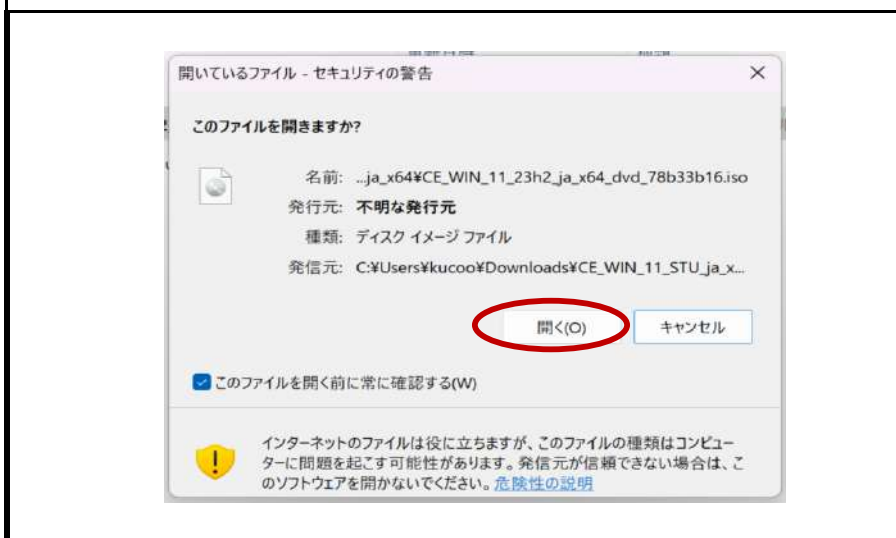 開いているファイル - セキュリティの警告
このファイルを開きますか?
名前: ...ja_x64¥CE_WIN_11_23h2_ja_x64_dvd_78b33b16.iso
発行元: 不明な発行元
種類: ディスク イメージ ファイル
発信元: C:¥Users¥kucoo¥Downloads¥CE_WIN_11_STU_ja_x...
開く(O) キャンセル
このファイルを開く前に常に確認する(W)
インターネットのファイルは役に立ちますが、このファイルの種類はコンピュー
ターに問題を起こす可能性があります。発信元が信頼できない場合は、こ
のソフトウェアを開かないでください。危険性の説明